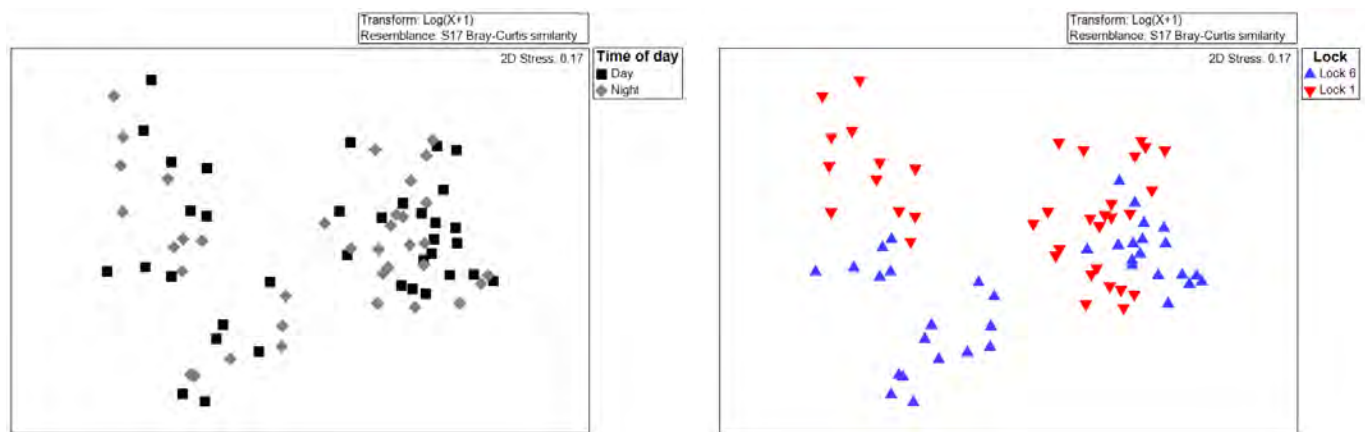 Transform: Log(X+1)
Resemblance: S17 Bray-Curtis similarity
2D Stress: 0.17
Time of day
Day
Night
Transform: Log(X+1)
Resemblance: S17 Bray-Curtis similarity
2D Stress: 0.17
Lock
Lock 6
Lock 1